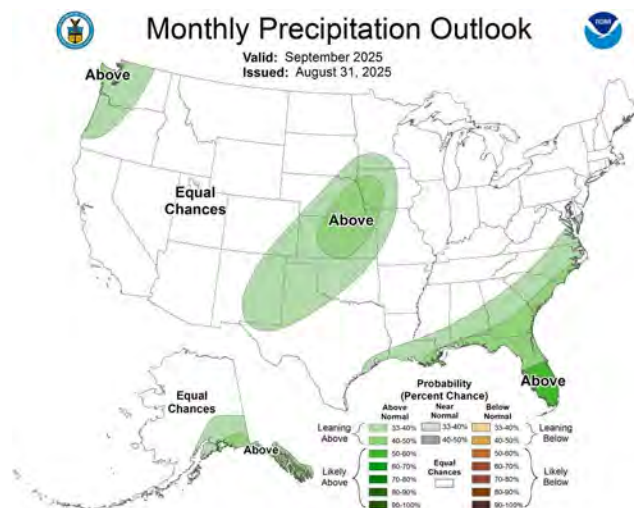 Monthly Precipitation Outlook
Valid: September 2025
Issued: August 31, 2025
Above
Equal
Chances
Above
Above
Equal
Chances
Above
Probability
(Percent Chance)
Above
Normal
Near
Normal
Below
Normal
Leaning
Above
33-40%
33-40%
33-40%
Leaning
Below
40-50%
40-50%
40-50%
Likely
Above
50-60%
60-70%
70-80%
80-90%
90-100%
Equal
Chances
50-60%
60-70%
70-80%
80-90%
90-100%
Likely
Below